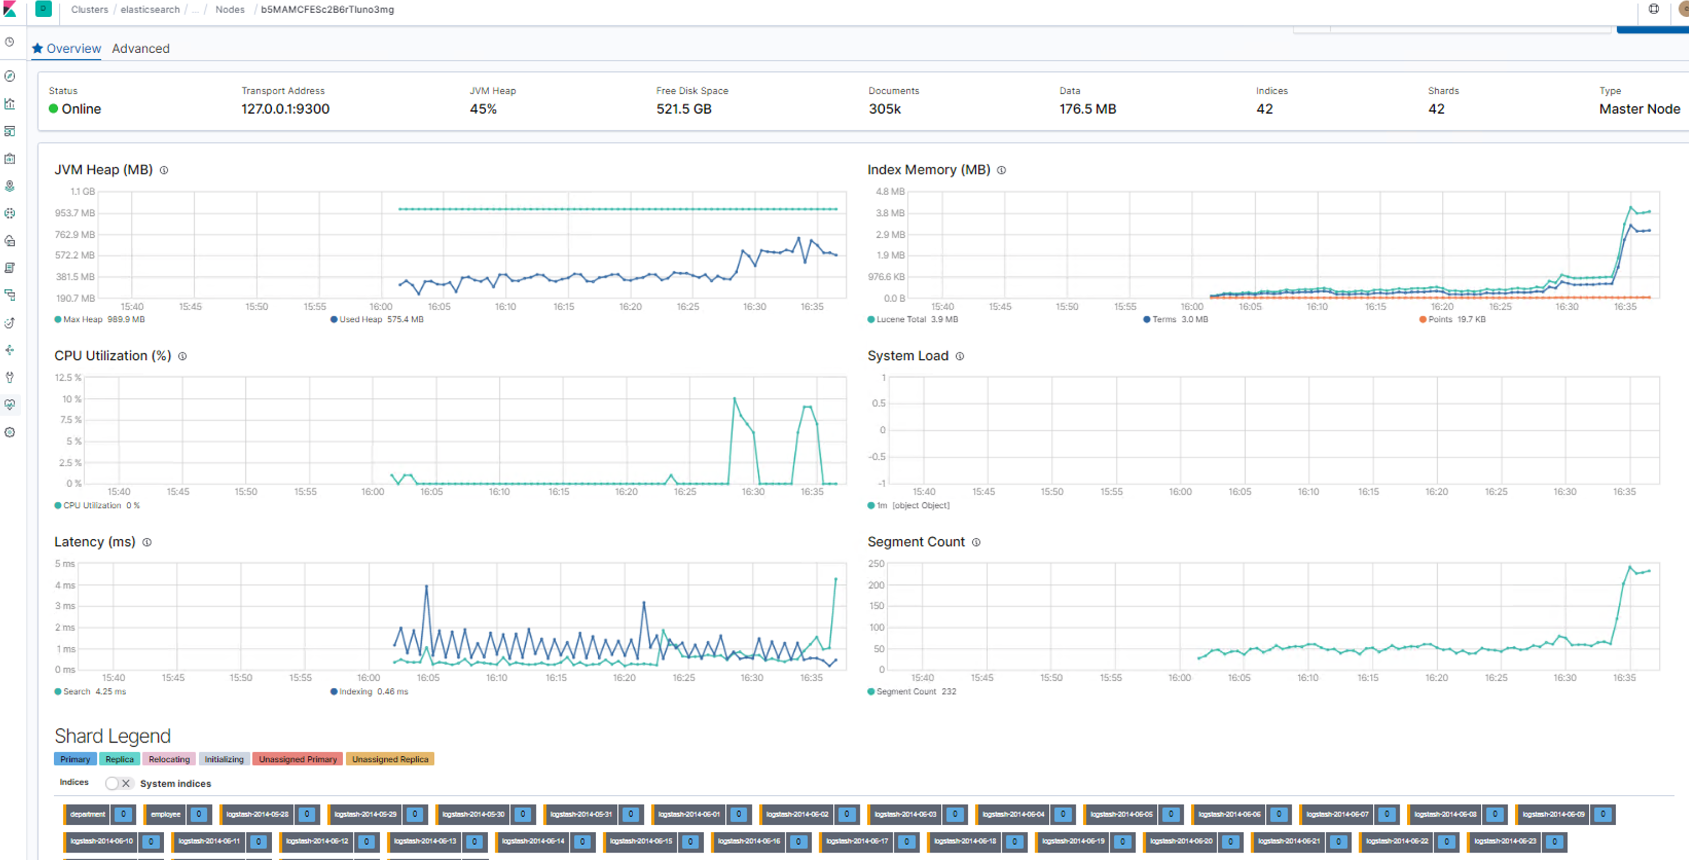 D Clusters / elasticsearch / ... / Nodes / b5MAMCFESc2B6rTluno3mg
Overview Advanced
Status Transport Address JVM Heap Free Disk Space Documents Data Indices Shards Type
Online 127.0.0.1:9300 45% 521.5 GB 305k 176.5 MB 42 42 Master Node
JVM Heap (MB)
1.1 GB
953.7 MB
762.9 MB
572.2 MB
381.5 MB
190.7 MB
15:40 15:45 15:50 15:55 16:00 16:05 16:10 16:15 16:20 16:25 16:30 16:35
Max Heap 989.9 MB Used Heap 575.4 MB
Index Memory (MB)
4.8 MB
3.8 MB
2.9 MB
1.9 MB
976.6 KB
0.0 B
15:40 15:45 15:50 15:55 16:00 16:05 16:10 16:15 16:20 16:25 16:30 16:35
Lucene Total 3.9 MB Terms 3.0 MB Points 19.7 KB
CPU Utilization (%)
12.5 %
10 %
7.5 %
5 %
2.5 %
0 %
15:40 15:45 15:50 15:55 16:00 16:05 16:10 16:15 16:20 16:25 16:30 16:35
CPU Utilization 0 %
System Load
1
0.5
0
-0.5
-1
15:40 15:45 15:50 15:55 16:00 16:05 16:10 16:15 16:20 16:25 16:30 16:35
1m [object Object]
Latency (ms)
5 ms
4 ms
3 ms
2 ms
1 ms
0 ms
15:40 15:45 15:50 15:55 16:00 16:05 16:10 16:15 16:20 16:25 16:30 16:35
Search 4.25 ms Indexing 0.46 ms
Segment Count
250
200
150
100
50
0
15:40 15:45 15:50 15:55 16:00 16:05 16:10 16:15 16:20 16:25 16:30 16:35
Segment Count 232
Shard Legend
Primary Replica Relocating Initializing Unassigned Primary Unassigned Replica
Indices System indices
department 0 employee 0 logstash-2014-05-28 0 logstash-2014-05-29 0 logstash-2014-05-30 0 logstash-2014-05-31 0 logstash-2014-06-01 0 logstash-2014-06-02 0 logstash-2014-06-03 0 logstash-2014-06-04 0 logstash-2014-06-05 0 logstash-2014-06-06 0 logstash-2014-06-07 0 logstash-2014-06-08 0 logstash-2014-06-09 0
logstash-2014-06-10 0 logstash-2014-06-11 0 logstash-2014-06-12 0 logstash-2014-06-13 0 logstash-2014-06-14 0 logstash-2014-06-15 0 logstash-2014-06-16 0 logstash-2014-06-17 0 logstash-2014-06-18 0 logstash-2014-06-19 0 logstash-2014-06-20 0 logstash-2014-06-21 0 logstash-2014-06-22 0 logstash-2014-06-23 0